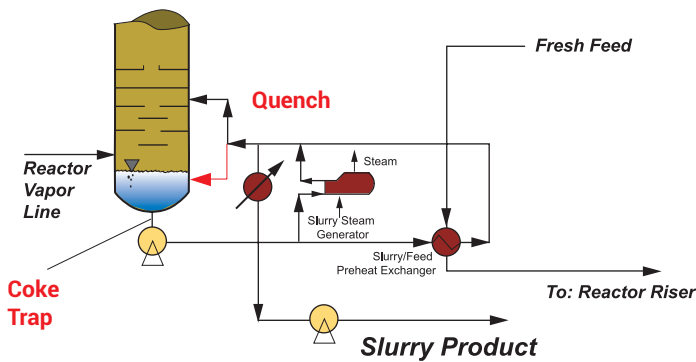 Fresh Feed
Quench
Reactor
Vapor
Line
Steam
Slurry Steam
Generator
Slurry/Feed
Preheat Exchanger
Coke
Trap
To: Reactor Riser
Slurry Product